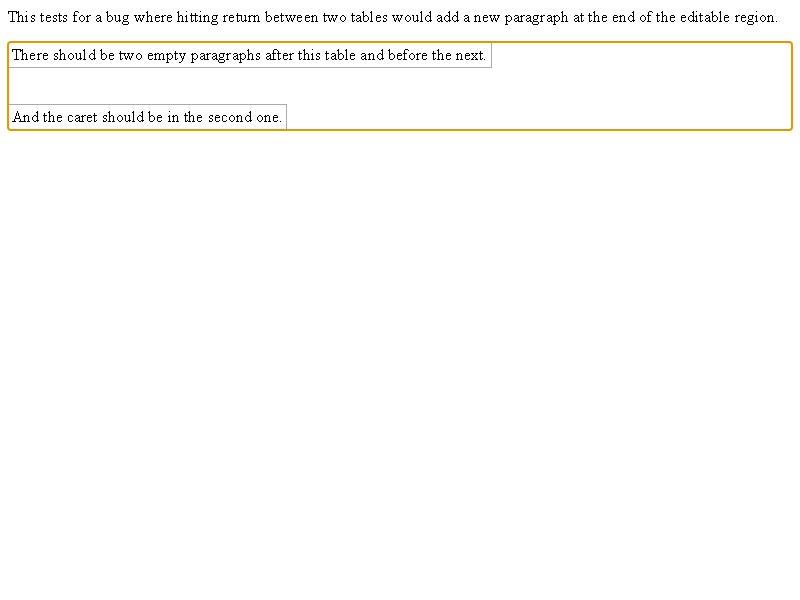 This tests for a bug where hitting return between two tables would add a new paragraph at the end of the editable region.
There should be two empty paragraphs after this table and before the next.
And the caret should be in the second one.